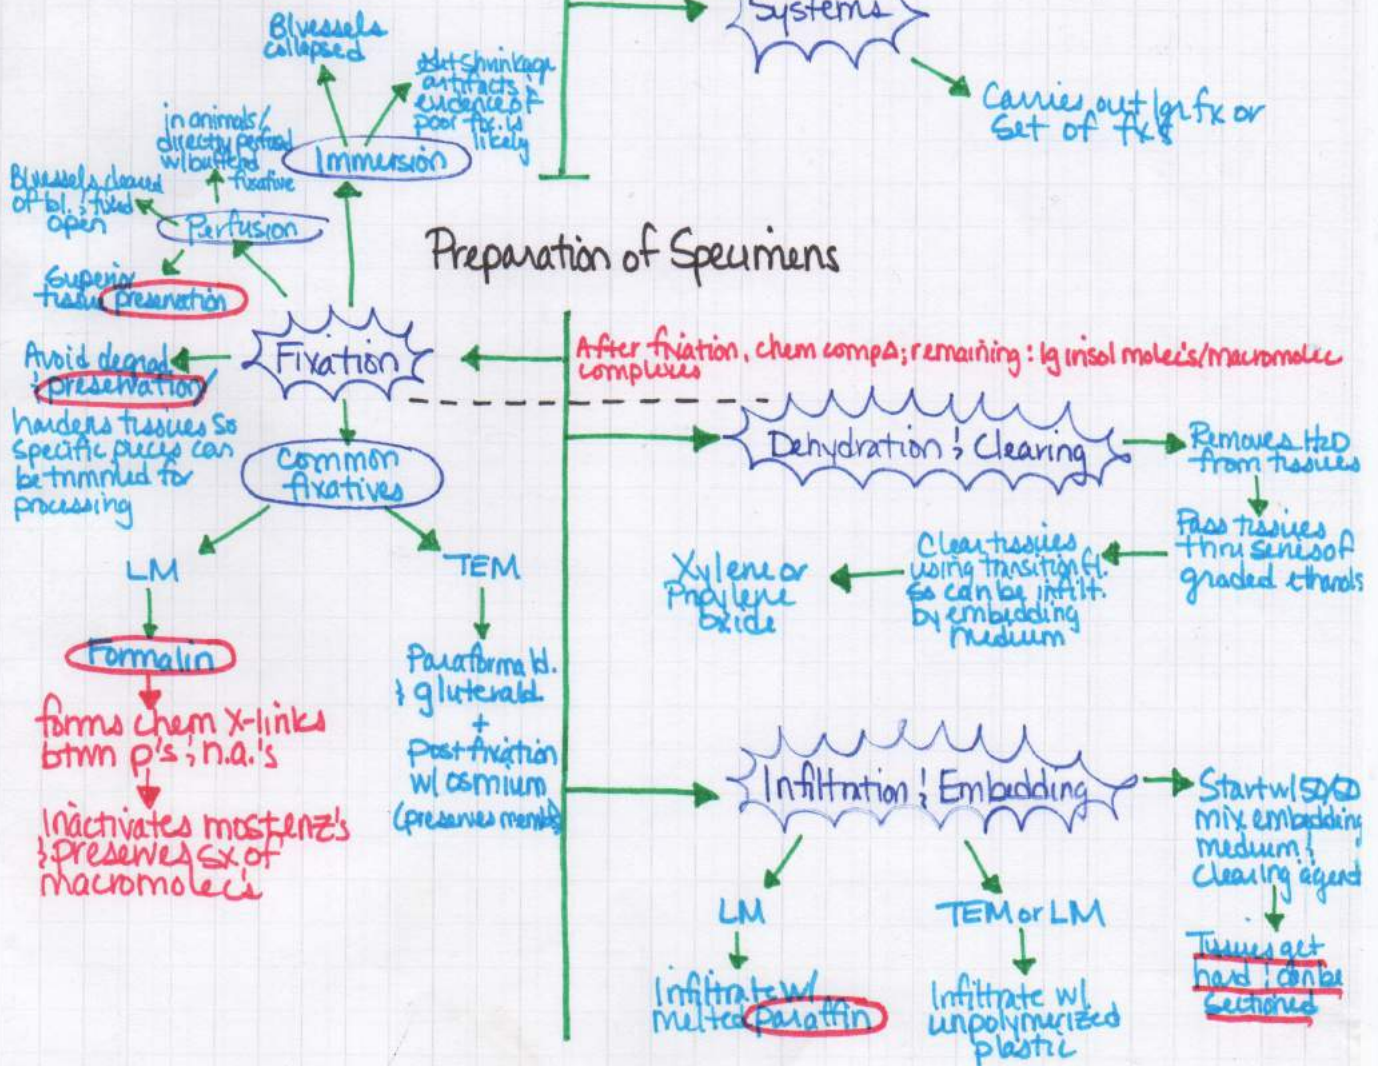 Systems
Carries out 1gr fx or
set of fx's
Bl vessels
collapsed
shrinkage
artifacts ;
evidence of
poor fix. is
likely
Immersion
in animals/
directly perfused
w/ buffered
fixative
Bl vessels cleared
of bl. ; fixed
open
Perfusion
Superior
tissue preservation
Preparation of Specimens
Fixation
Avoid degrad
; preservation/
hardens tissues so
specific pieces can
be trimmed for
processing
After fixation, chem comp Δ; remaining: lg insol molec's/macromolec
complexes
Common
fixatives
LM
Formalin
forms chem X-links
btwn p's ; n.a.'s
Inactivates most enz's
; preserves sx of
macromolec's
TEM
Paraformald.
; gluterald.
+
Post fixation
w/ osmium
(preserves membs)
Dehydration ; Clearing
Removes H2O
from tissues
Pass tissues
thru series of
graded ethanols
Clear tissues
using transition fl.
so can be infilt.
by embedding
medium
Xylene or
Propylene
oxide
Infiltration ; Embedding
Start w/ 50/50
mix embedding
medium ;
clearing agent
Tissues get
hard ; can be
sectioned
LM
Infiltrate w/
melted paraffin
TEM or LM
Infiltrate w/
unpolymerized
plastic